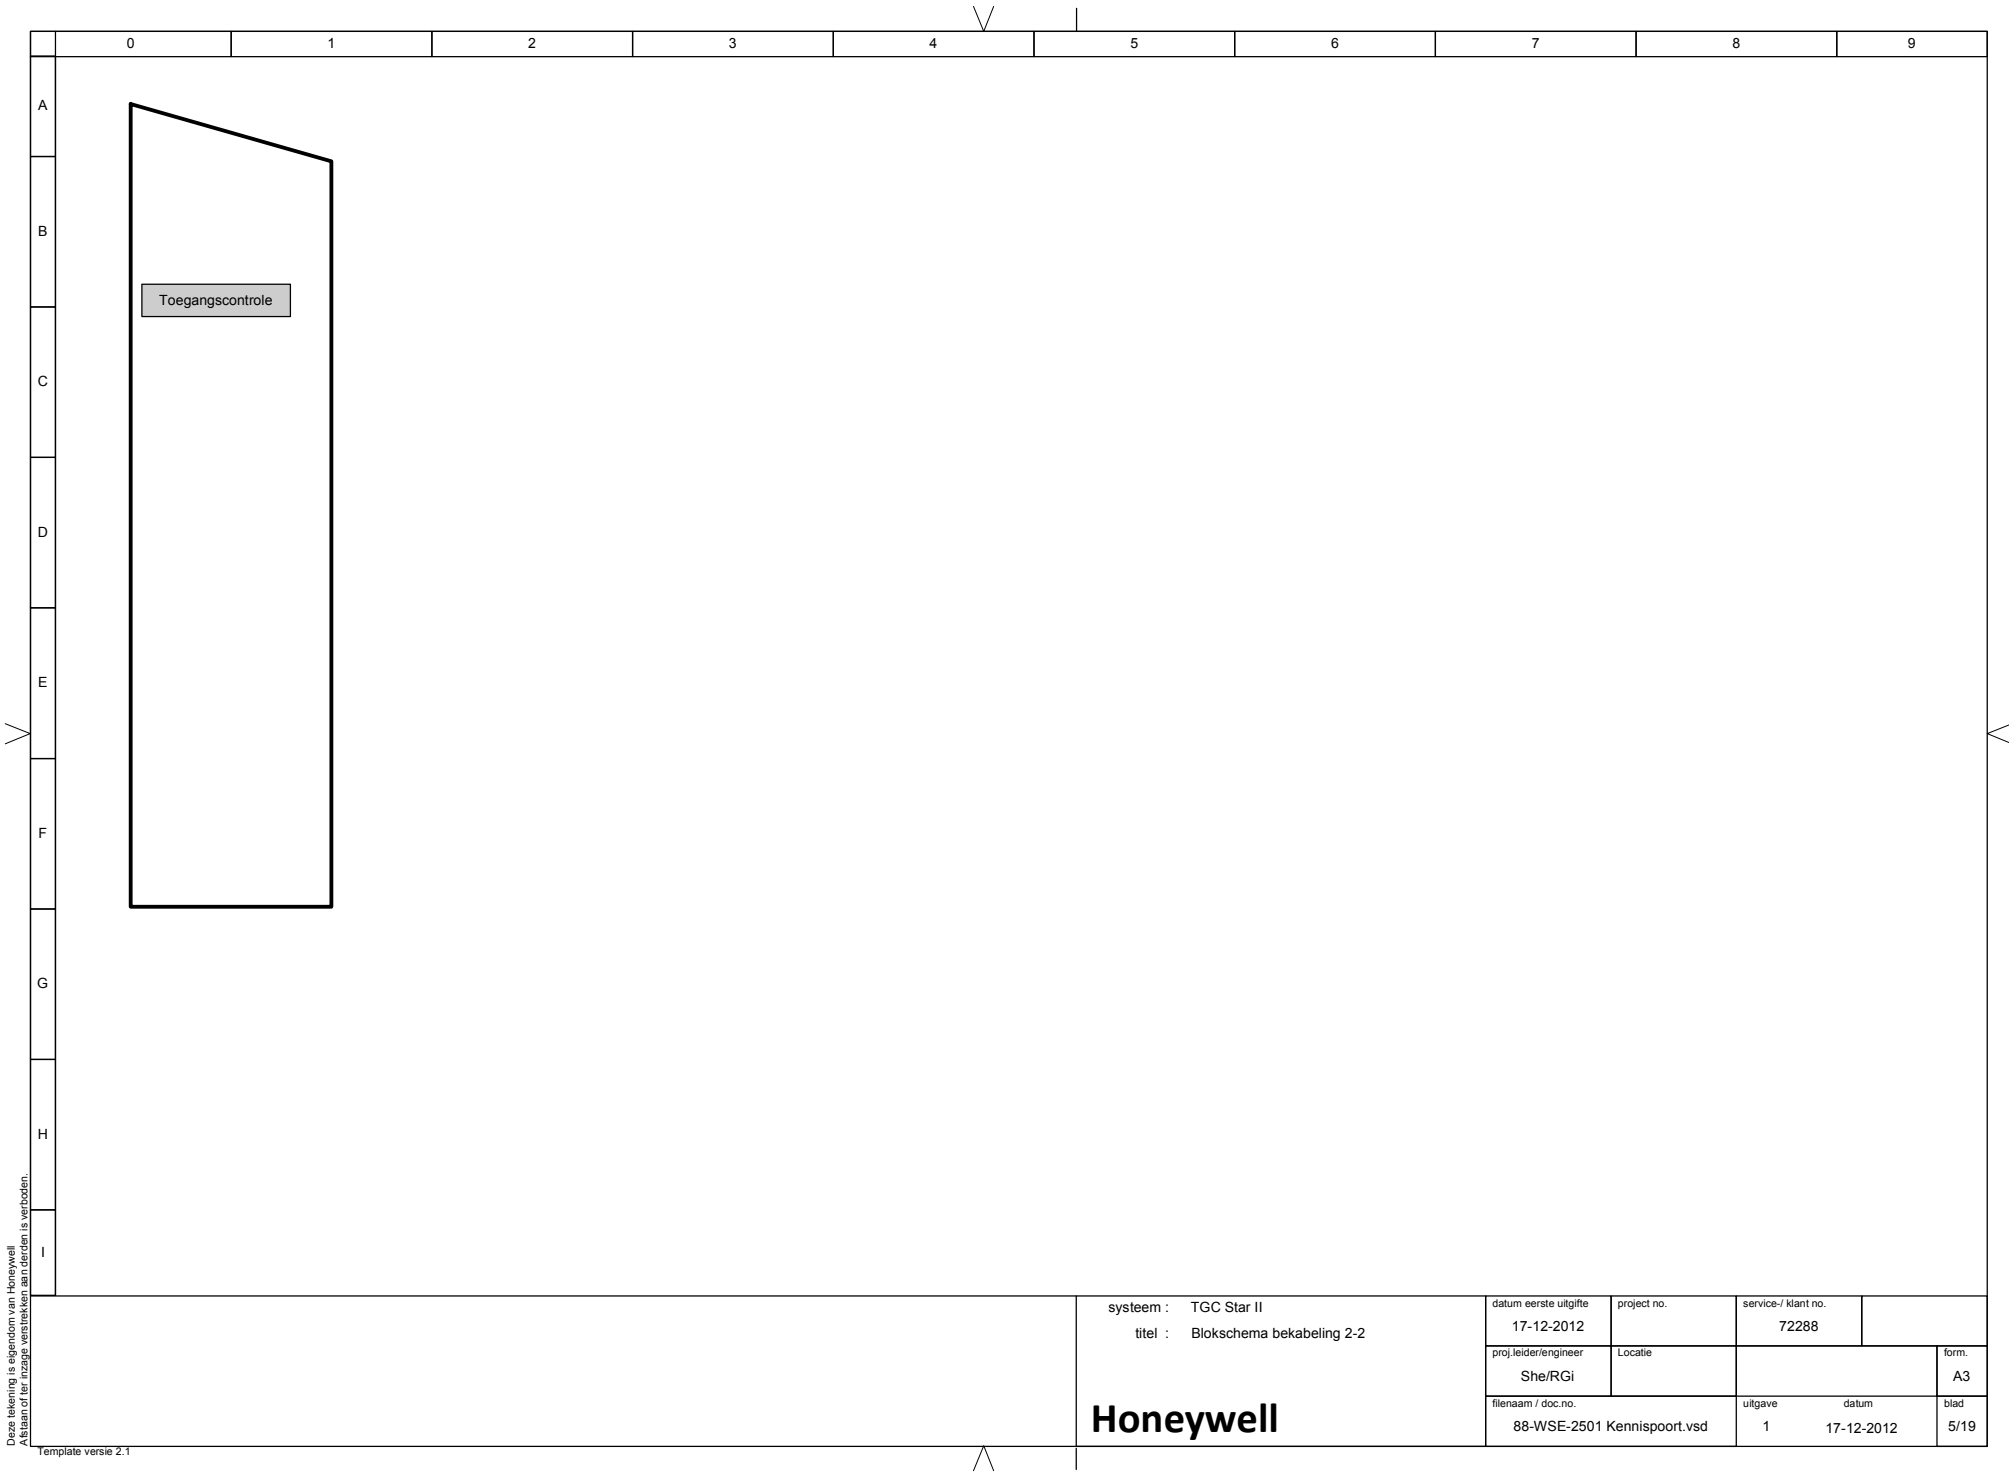 0 1 2 3 4 5 6 7 8 9
A
B
Toegangscontrole
C
D
E
F
G
H
I
Deze tekening is eigendom van Honeywell
Afstaan of ter inzage verstrekken aan derden is verboden.
systeem : TGC Star II
titel : Blokschema bekabeling 2-2
Honeywell
datum eerste uitgifte project no. service-/ klant no.
17-12-2012 72288
proj.leider/engineer Locatie form.
She/RGi A3
filenaam / doc.no. uitgave datum blad
88-WSE-2501 Kennispoort.vsd 1 17-12-2012 5/19
Template versie 2.1